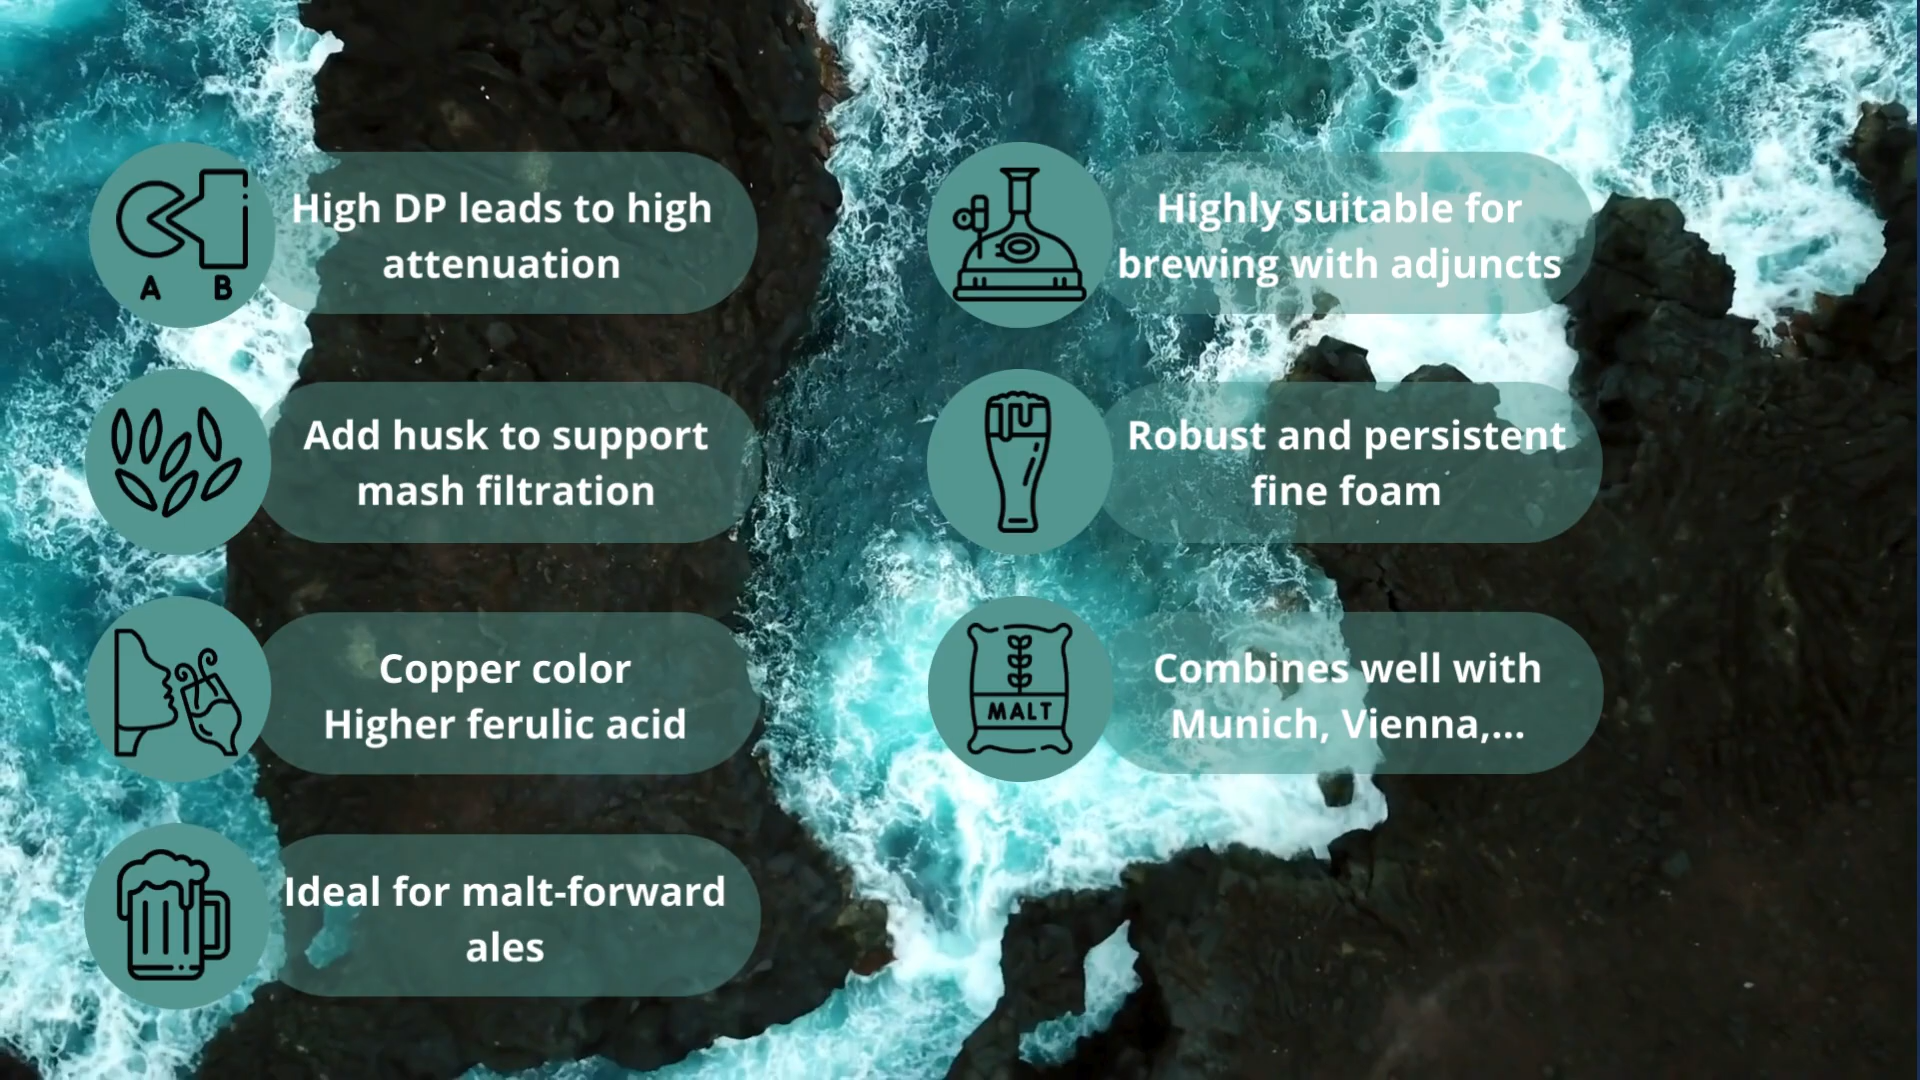 High DP leads to high
attenuation
A B
Add husk to support
mash filtration
Copper color
Higher ferulic acid
Ideal for malt-forward
ales
Highly suitable for
brewing with adjuncts
Robust and persistent
fine foam
MALT
Combines well with
Munich, Vienna,...